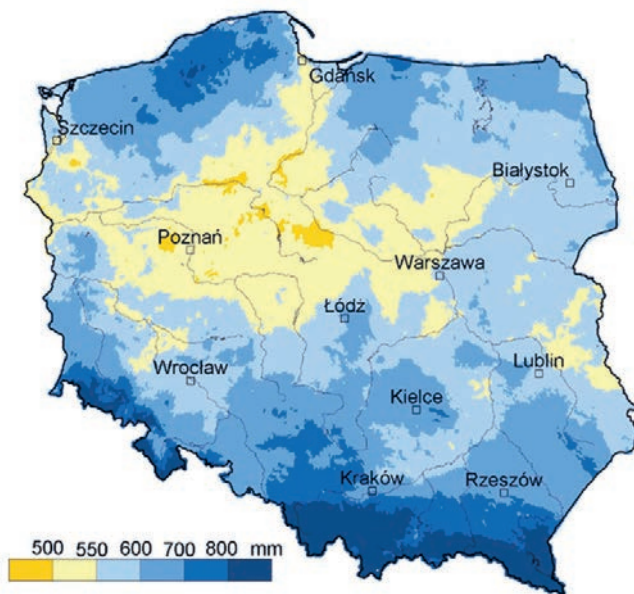 Gdańsk
Szczecin
Białystok
Poznań
Warszawa
Łódź
Wrocław
Lublin
Kielce
Kraków
Rzeszów
500 550 600 700 800 mm